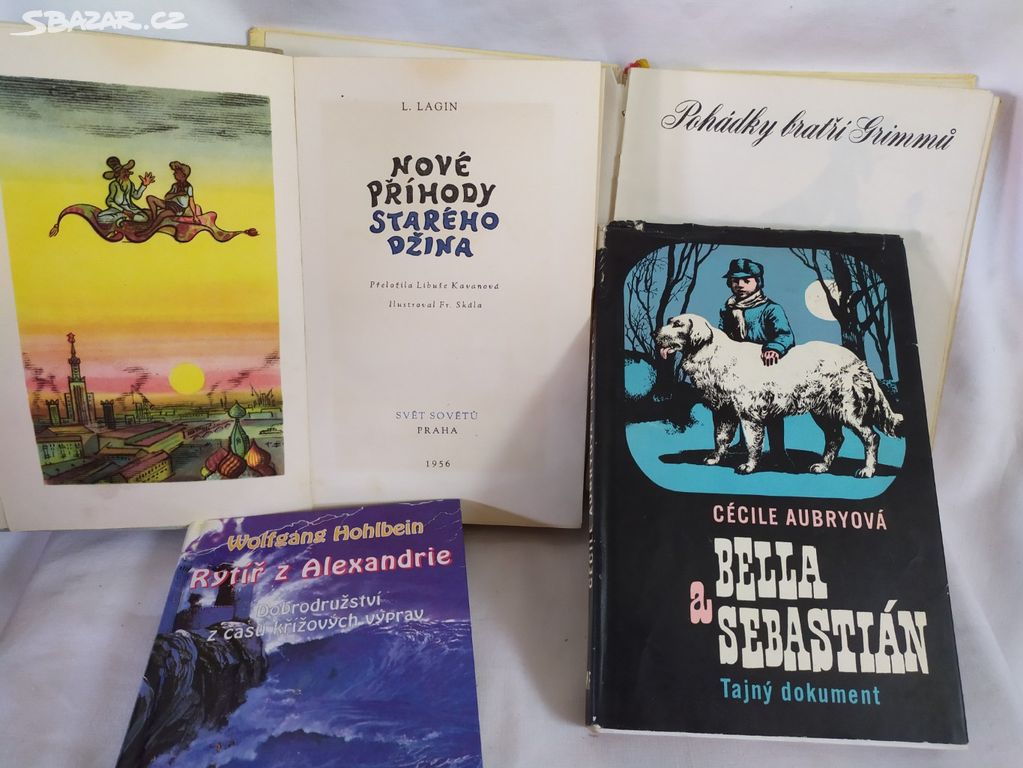 SBAZAR.CZ
L. LAGIN
NOVÉ
PŘÍHODY
STARÉHO
DŽINA
Přeložila Libuše Kavanová
Ilustroval Fr. Skála
SVĚT SOVĚTŮ
PRAHA
1956
Pohádky bratří Grimmů
Wolfgang Hohlbein
Rytíř z Alexandrie
Dobrodružství
z časů křížových výprav
CÉCILE AUBRYOVÁ
BELLA
a SEBASTIÁN
Tajný dokument